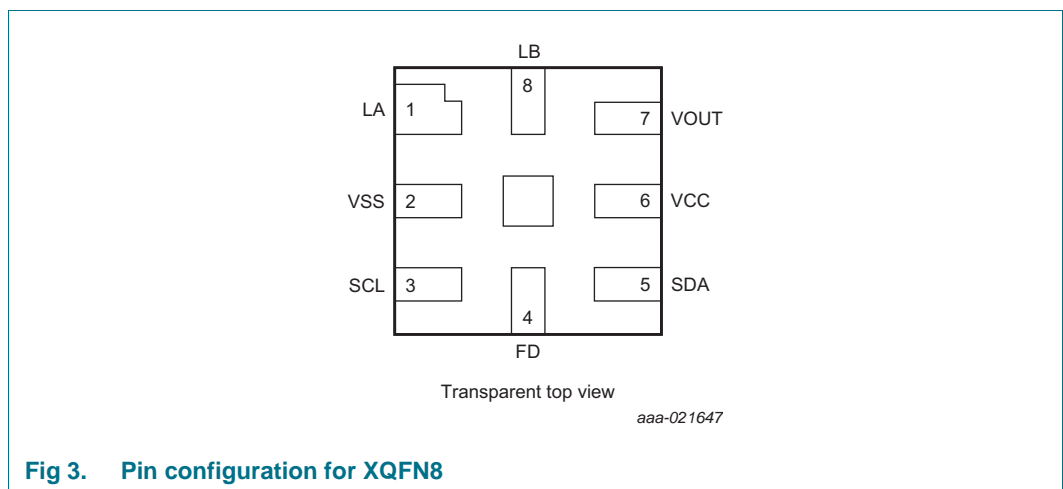 LB
8
LA 1
7 VOUT
VSS 2
6 VCC
SCL 3
5 SDA
4
FD
Transparent top view
aaa-021647
Fig 3. Pin configuration for XQFN8